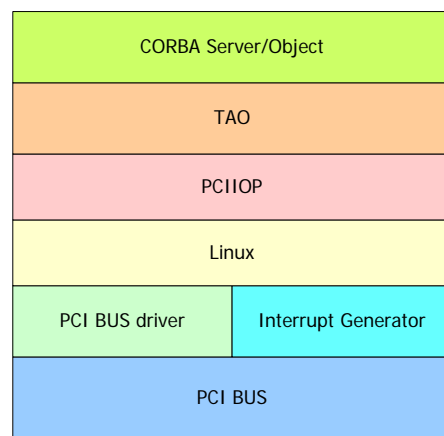 CORBA Server/Object
TAO
PCIIOP
Linux
PCI BUS driver
Interrupt Generator
PCI BUS